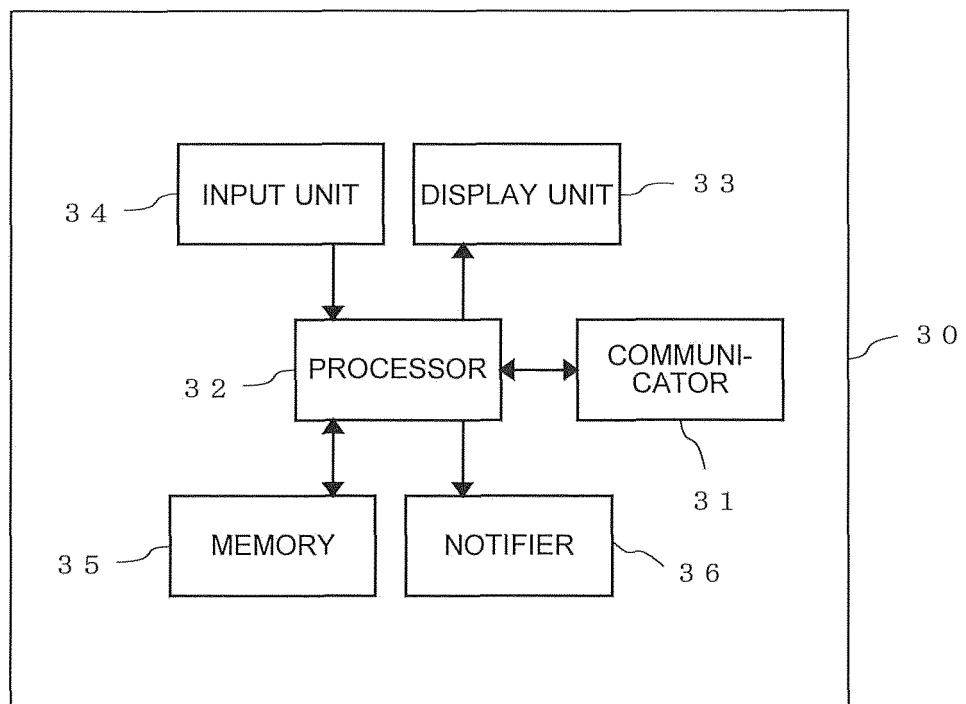 INPUT UNIT
DISPLAY UNIT
3 3
3 4
3 0
PROCESSOR
COMMUNI-
CATOR
3 2
3 1
MEMORY
NOTIFIER
3 5
3 6